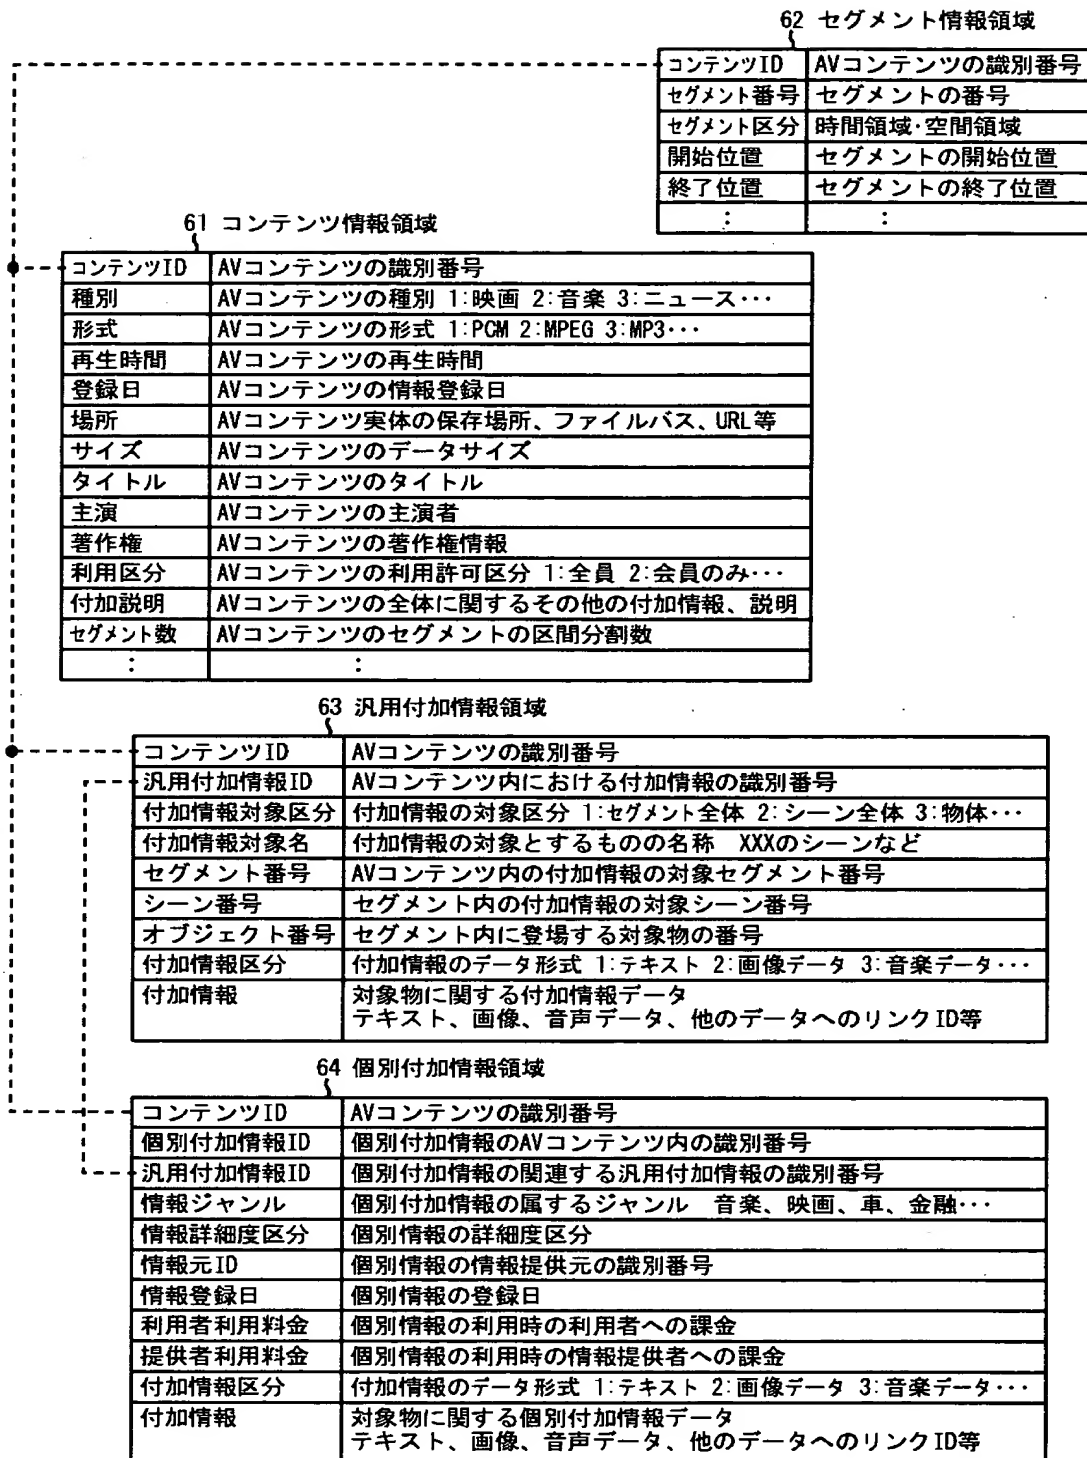 62 セグメント情報領域
コンテンツID AVコンテンツの識別番号
セグメント番号 セグメントの番号
セグメント区分 時間領域·空間領域
開始位置 セグメントの開始位置
終了位置 セグメントの終了位置
: :
61 コンテンツ情報領域
コンテンツID AVコンテンツの識別番号
種別 AVコンテンツの種別 1:映画 2:音楽 3:ニュース···
形式 AVコンテンツの形式 1:PCM 2:MPEG 3:MP3···
再生時間 AVコンテンツの再生時間
登録日 AVコンテンツの情報登録日
場所 AVコンテンツ実体の保存場所、ファイルバス、URL等
サイズ AVコンテンツのデータサイズ
タイトル AVコンテンツのタイトル
主演 AVコンテンツの主演者
著作権 AVコンテンツの著作権情報
利用区分 AVコンテンツの利用許可区分 1:全員 2:会員のみ···
付加説明 AVコンテンツの全体に関するその他の付加情報、説明
セグメント数 AVコンテンツのセグメントの区間分割数
: :
63 汎用付加情報領域
コンテンツID AVコンテンツの識別番号
汎用付加情報ID AVコンテンツ内における付加情報の識別番号
付加情報対象区分 付加情報の対象区分 1:セグメント全体 2:シーン全体 3:物体···
付加情報対象名 付加情報の対象とするものの名称 XXXのシーンなど
セグメント番号 AVコンテンツ内の付加情報の対象セグメント番号
シーン番号 セグメント内の付加情報の対象シーン番号
オブジェクト番号 セグメント内に登場する対象物の番号
付加情報区分 付加情報のデータ形式 1:テキスト 2:画像データ 3:音楽データ···
付加情報 対象物に関する付加情報データ
テキスト、画像、音声データ、他のデータへのリンクID等
64 個別付加情報領域
コンテンツID AVコンテンツの識別番号
個別付加情報ID 個別付加情報のAVコンテンツ内の識別番号
汎用付加情報ID 個別付加情報の関連する汎用付加情報の識別番号
情報ジャンル 個別付加情報の属するジャンル 音楽、映画、車、金融···
情報詳細度区分 個別情報の詳細度区分
情報元ID 個別情報の情報提供元の識別番号
情報登録日 個別情報の登録日
利用者利用料金 個別情報の利用時の利用者への課金
提供者利用料金 個別情報の利用時の情報提供者への課金
付加情報区分 付加情報のデータ形式 1:テキスト 2:画像データ 3:音楽データ···
付加情報 対象物に関する個別付加情報データ
テキスト、画像、音声データ、他のデータへのリンクID等